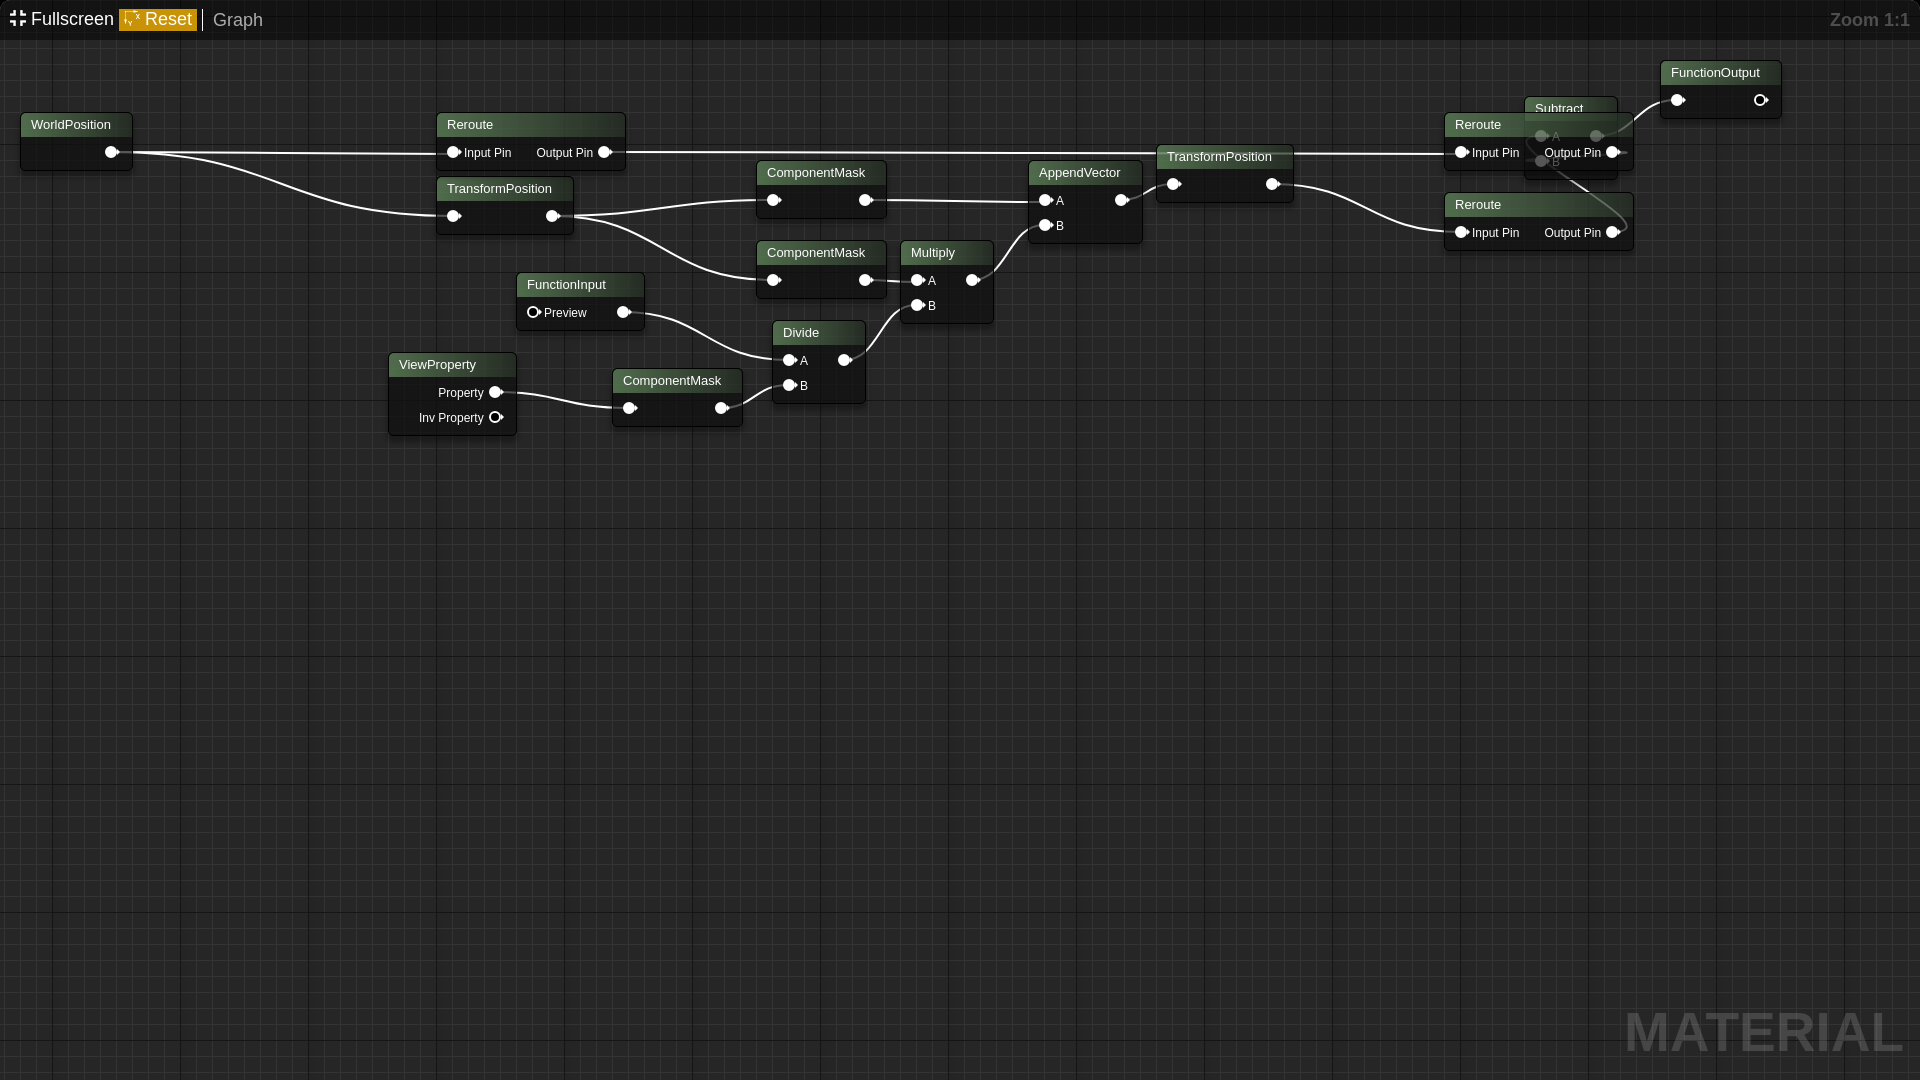 Fullscreen Reset Graph
Zoom 1:1
FunctionOutput
Subtract
A
B
WorldPosition
Reroute
Input Pin Output Pin
TransformPosition
ComponentMask
AppendVector
A
B
TransformPosition
Reroute
Input Pin Output Pin
Reroute
Input Pin Output Pin
ComponentMask
Multiply
A
B
FunctionInput
Preview
Divide
A
B
ViewProperty
Property
Inv Property
ComponentMask
MATERIAL